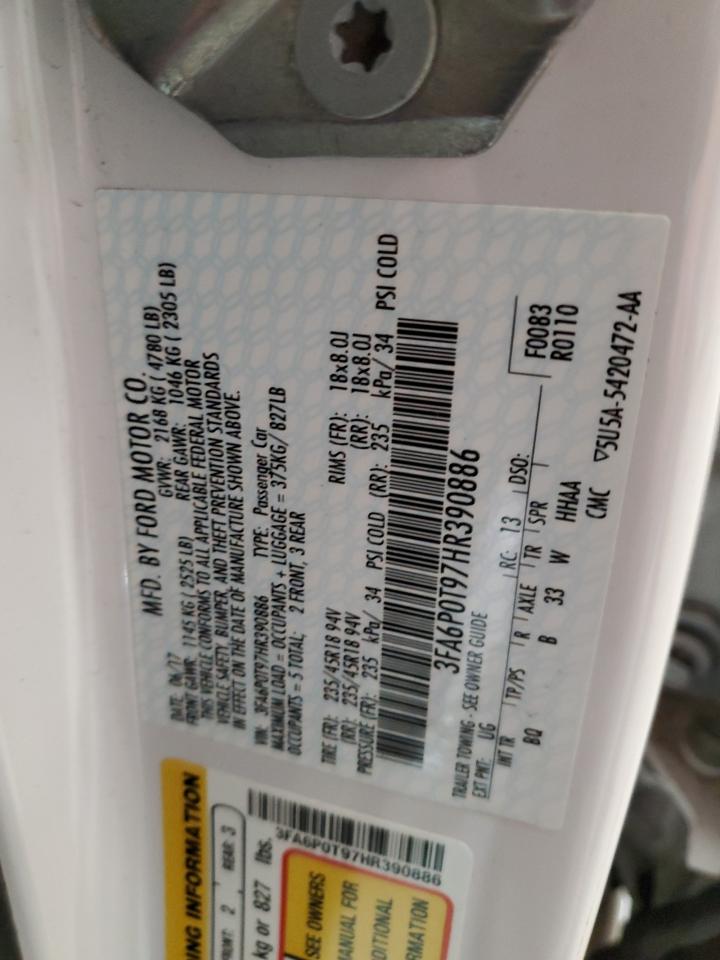 MFD. BY FORD MOTOR CO.
DATE: 06/17 GVWR: 2168 KG ( 4780 LB)
FRONT GAWR: 1145 KG ( 2525 LB) REAR GAWR: 1046 KG ( 2305 LB)
THIS VEHICLE CONFORMS TO ALL APPLICABLE FEDERAL MOTOR
VEHICLE SAFETY, BUMPER, AND THEFT PREVENTION STANDARDS
IN EFFECT ON THE DATE OF MANUFACTURE SHOWN ABOVE.
VIN: 3FA6P0T97HR390886 TYPE: Passenger Car
MAXIMUM LOAD = OCCUPANTS + LUGGAGE = 375KG/ 827LB
OCCUPANTS = 5 TOTAL; 2 FRONT, 3 REAR
TIRE (FR): 235/45R18 94V RIMS (FR): 18x8.0J
(RR): 235/45R18 94V (RR): 18x8.0J
PRESSURE (FR): 235 kPa/ 34 PSI COLD (RR): 235 kPa/ 34 PSI COLD
3FA6P0T97HR390886
TRAILER TOWING - SEE OWNER GUIDE
EXT PNT: UG RC: 13 DSO: F0083
R0110
INT TR TP/PS R AXLE TR SPR
BQ B 33 W HHAA
CMC ▽5U5A-5420472-AA
DING INFORMATION
FRONT: 2 REAR: 3
kg or 827 lbs.
3FA6P0T97HR390886
SEE OWNERS
MANUAL FOR
DITIONAL
RMATION